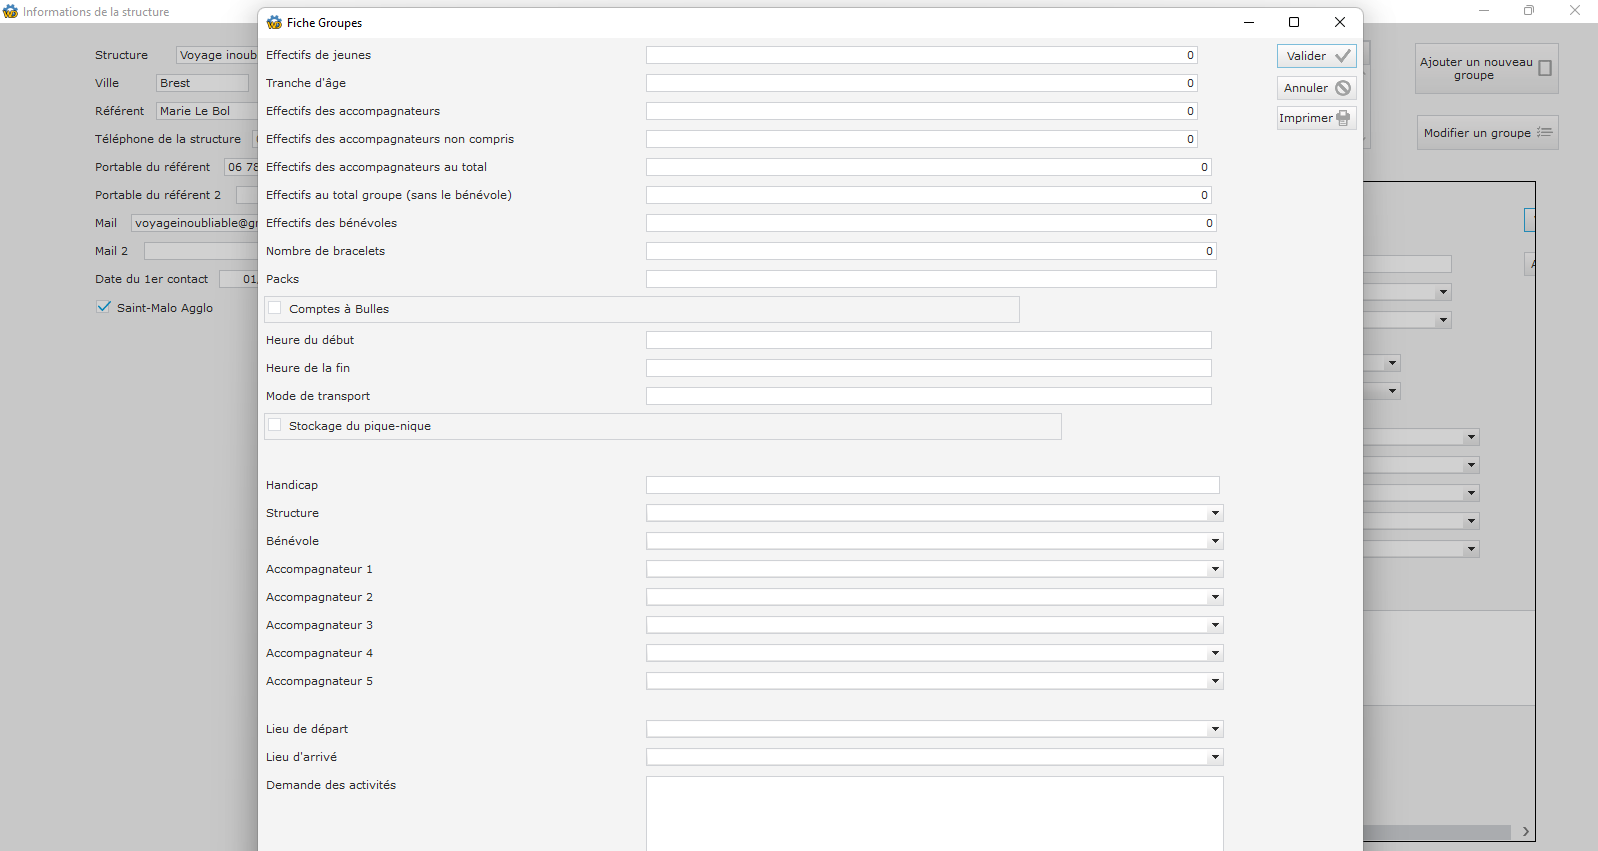 Informations de la structure
Structure Voyage inoub
Ville Brest
Référent Marie Le Bol
Téléphone de la structure
Portable du référent 06 78
Portable du référent 2
Mail voyageinoubliable@gr
Mail 2
Date du 1er contact 01
Saint-Malo Agglo
Fiche Groupes
Effectifs de jeunes 0
Tranche d'âge 0
Effectifs des accompagnateurs 0
Effectifs des accompagnateurs non compris 0
Effectifs des accompagnateurs au total 0
Effectifs au total groupe (sans le bénévole) 0
Effectifs des bénévoles 0
Nombre de bracelets 0
Packs
Comptes à Bulles
Heure du début
Heure de la fin
Mode de transport
Stockage du pique-nique
Handicap
Structure
Bénévole
Accompagnateur 1
Accompagnateur 2
Accompagnateur 3
Accompagnateur 4
Accompagnateur 5
Lieu de départ
Lieu d'arrivé
Demande des activités
Valider
Annuler
Imprimer
Ajouter un nouveau
groupe
Modifier un groupe